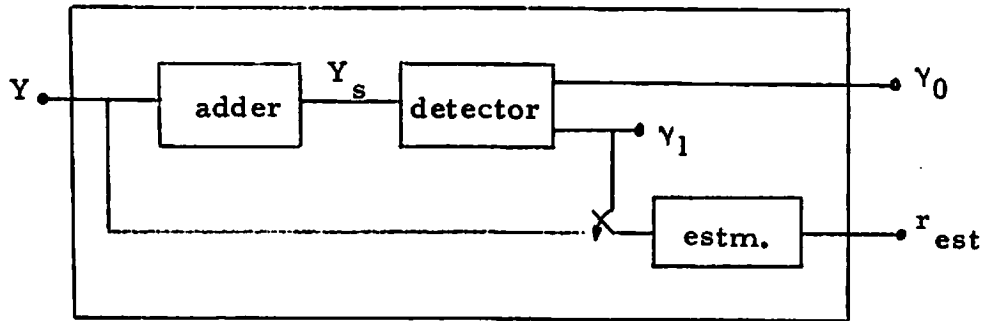 Y
adder
Y_s
detector
γ_0
γ_1
estm.
r_est